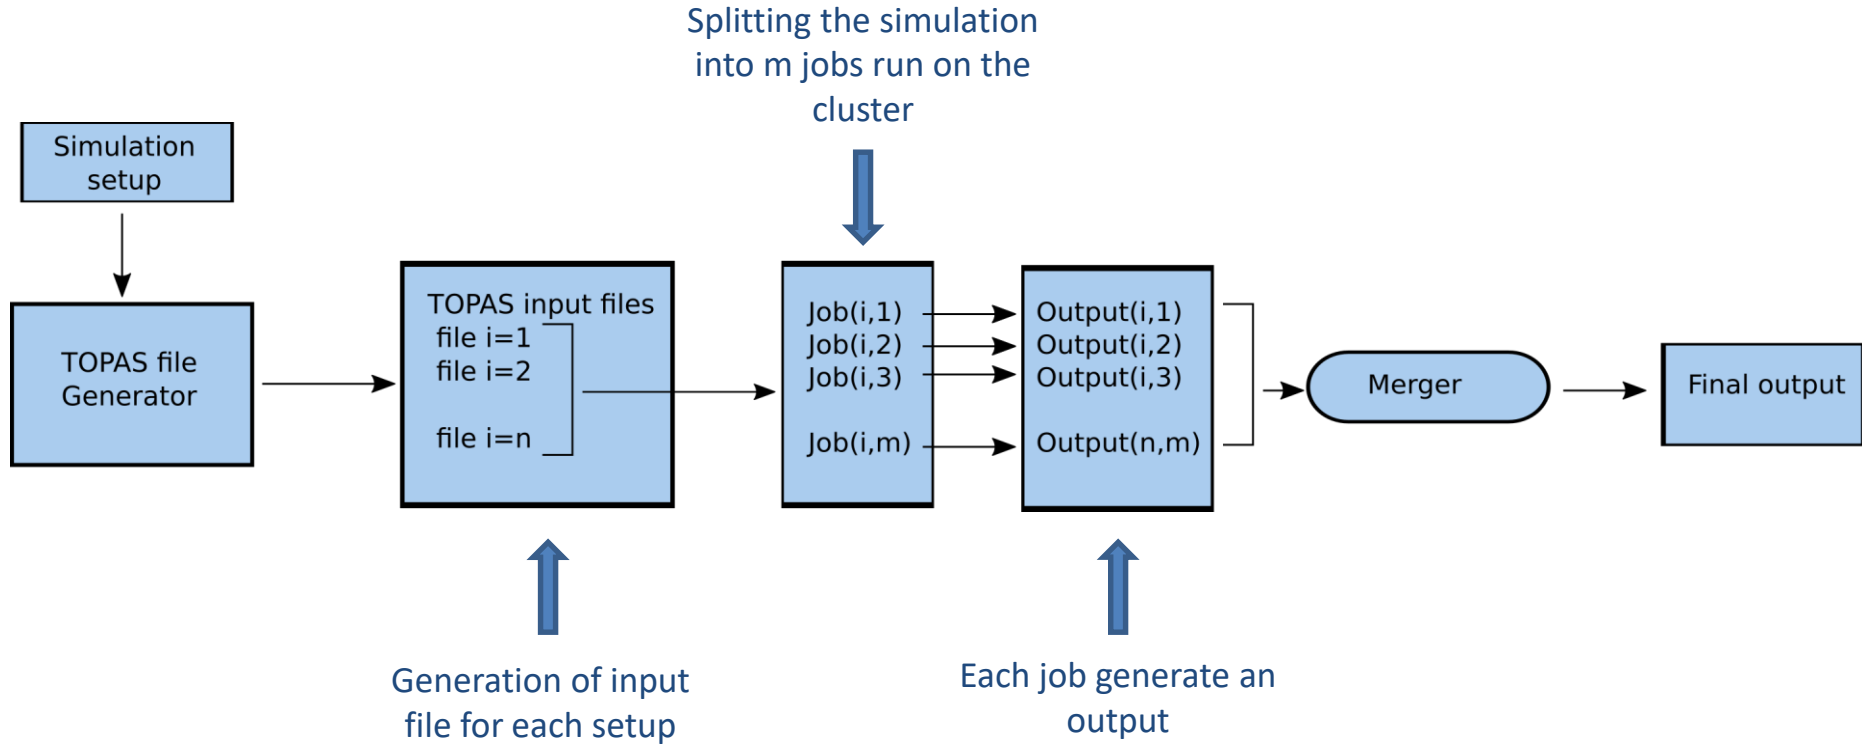 Splitting the simulation
into m jobs run on the
cluster
Simulation
setup
TOPAS file
Generator
TOPAS input files
file i=1
file i=2
file i=n
Job(i,1)
Job(i,2)
Job(i,3)
Job(i,m)
Output(i,1)
Output(i,2)
Output(i,3)
Output(n,m)
Merger
Final output
Generation of input
file for each setup
Each job generate an
output